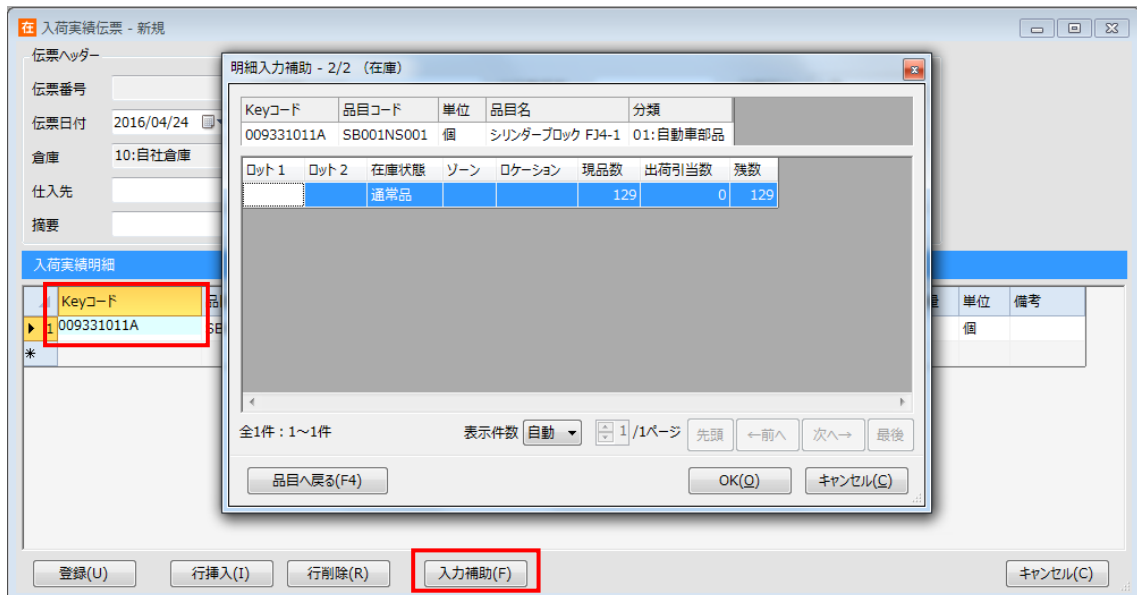 在 入荷実績伝票 - 新規
伝票ヘッダー
伝票番号
伝票日付 2016/04/24
倉庫 10:自社倉庫
仕入先
摘要
明細入力補助 - 2/2 （在庫）
Keyコード 品目コード 単位 品目名 分類
009331011A SB001NS001 個 シリンダーブロック FJ4-1 01:自動車部品
ロット1 ロット2 在庫状態 ゾーン ロケーション 現品数 出荷引当数 残数
通常品 129 0 129
全1件：1～1件 表示件数 自動 1 /1ページ 先頭 ←前へ 次へ→ 最後
品目へ戻る(F4) OK(O) キャンセル(C)
入荷実績明細
Keyコード 単位 備考
1 009331011A 個
*
登録(U) 行挿入(I) 行削除(R) 入力補助(F) キャンセル(C)